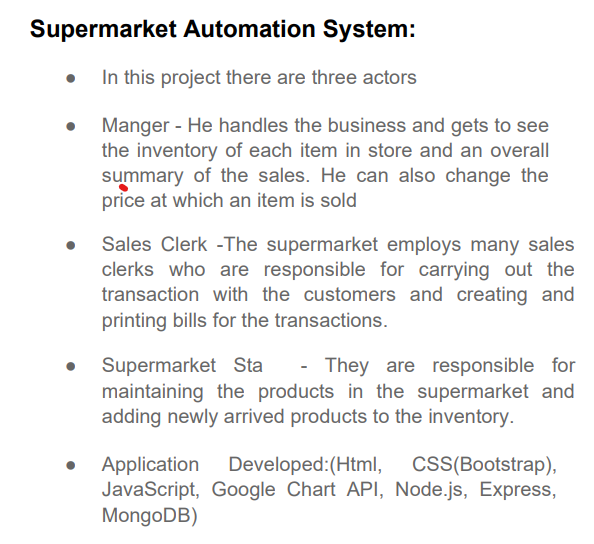 Supermarket Automation System:
● In this project there are three actors
● Manger - He handles the business and gets to see
the inventory of each item in store and an overall
summary of the sales. He can also change the
price at which an item is sold
● Sales Clerk -The supermarket employs many sales
clerks who are responsible for carrying out the
transaction with the customers and creating and
printing bills for the transactions.
● Supermarket Sta - They are responsible for
maintaining the products in the supermarket and
adding newly arrived products to the inventory.
● Application Developed:(Html, CSS(Bootstrap),
JavaScript, Google Chart API, Node.js, Express,
MongoDB)